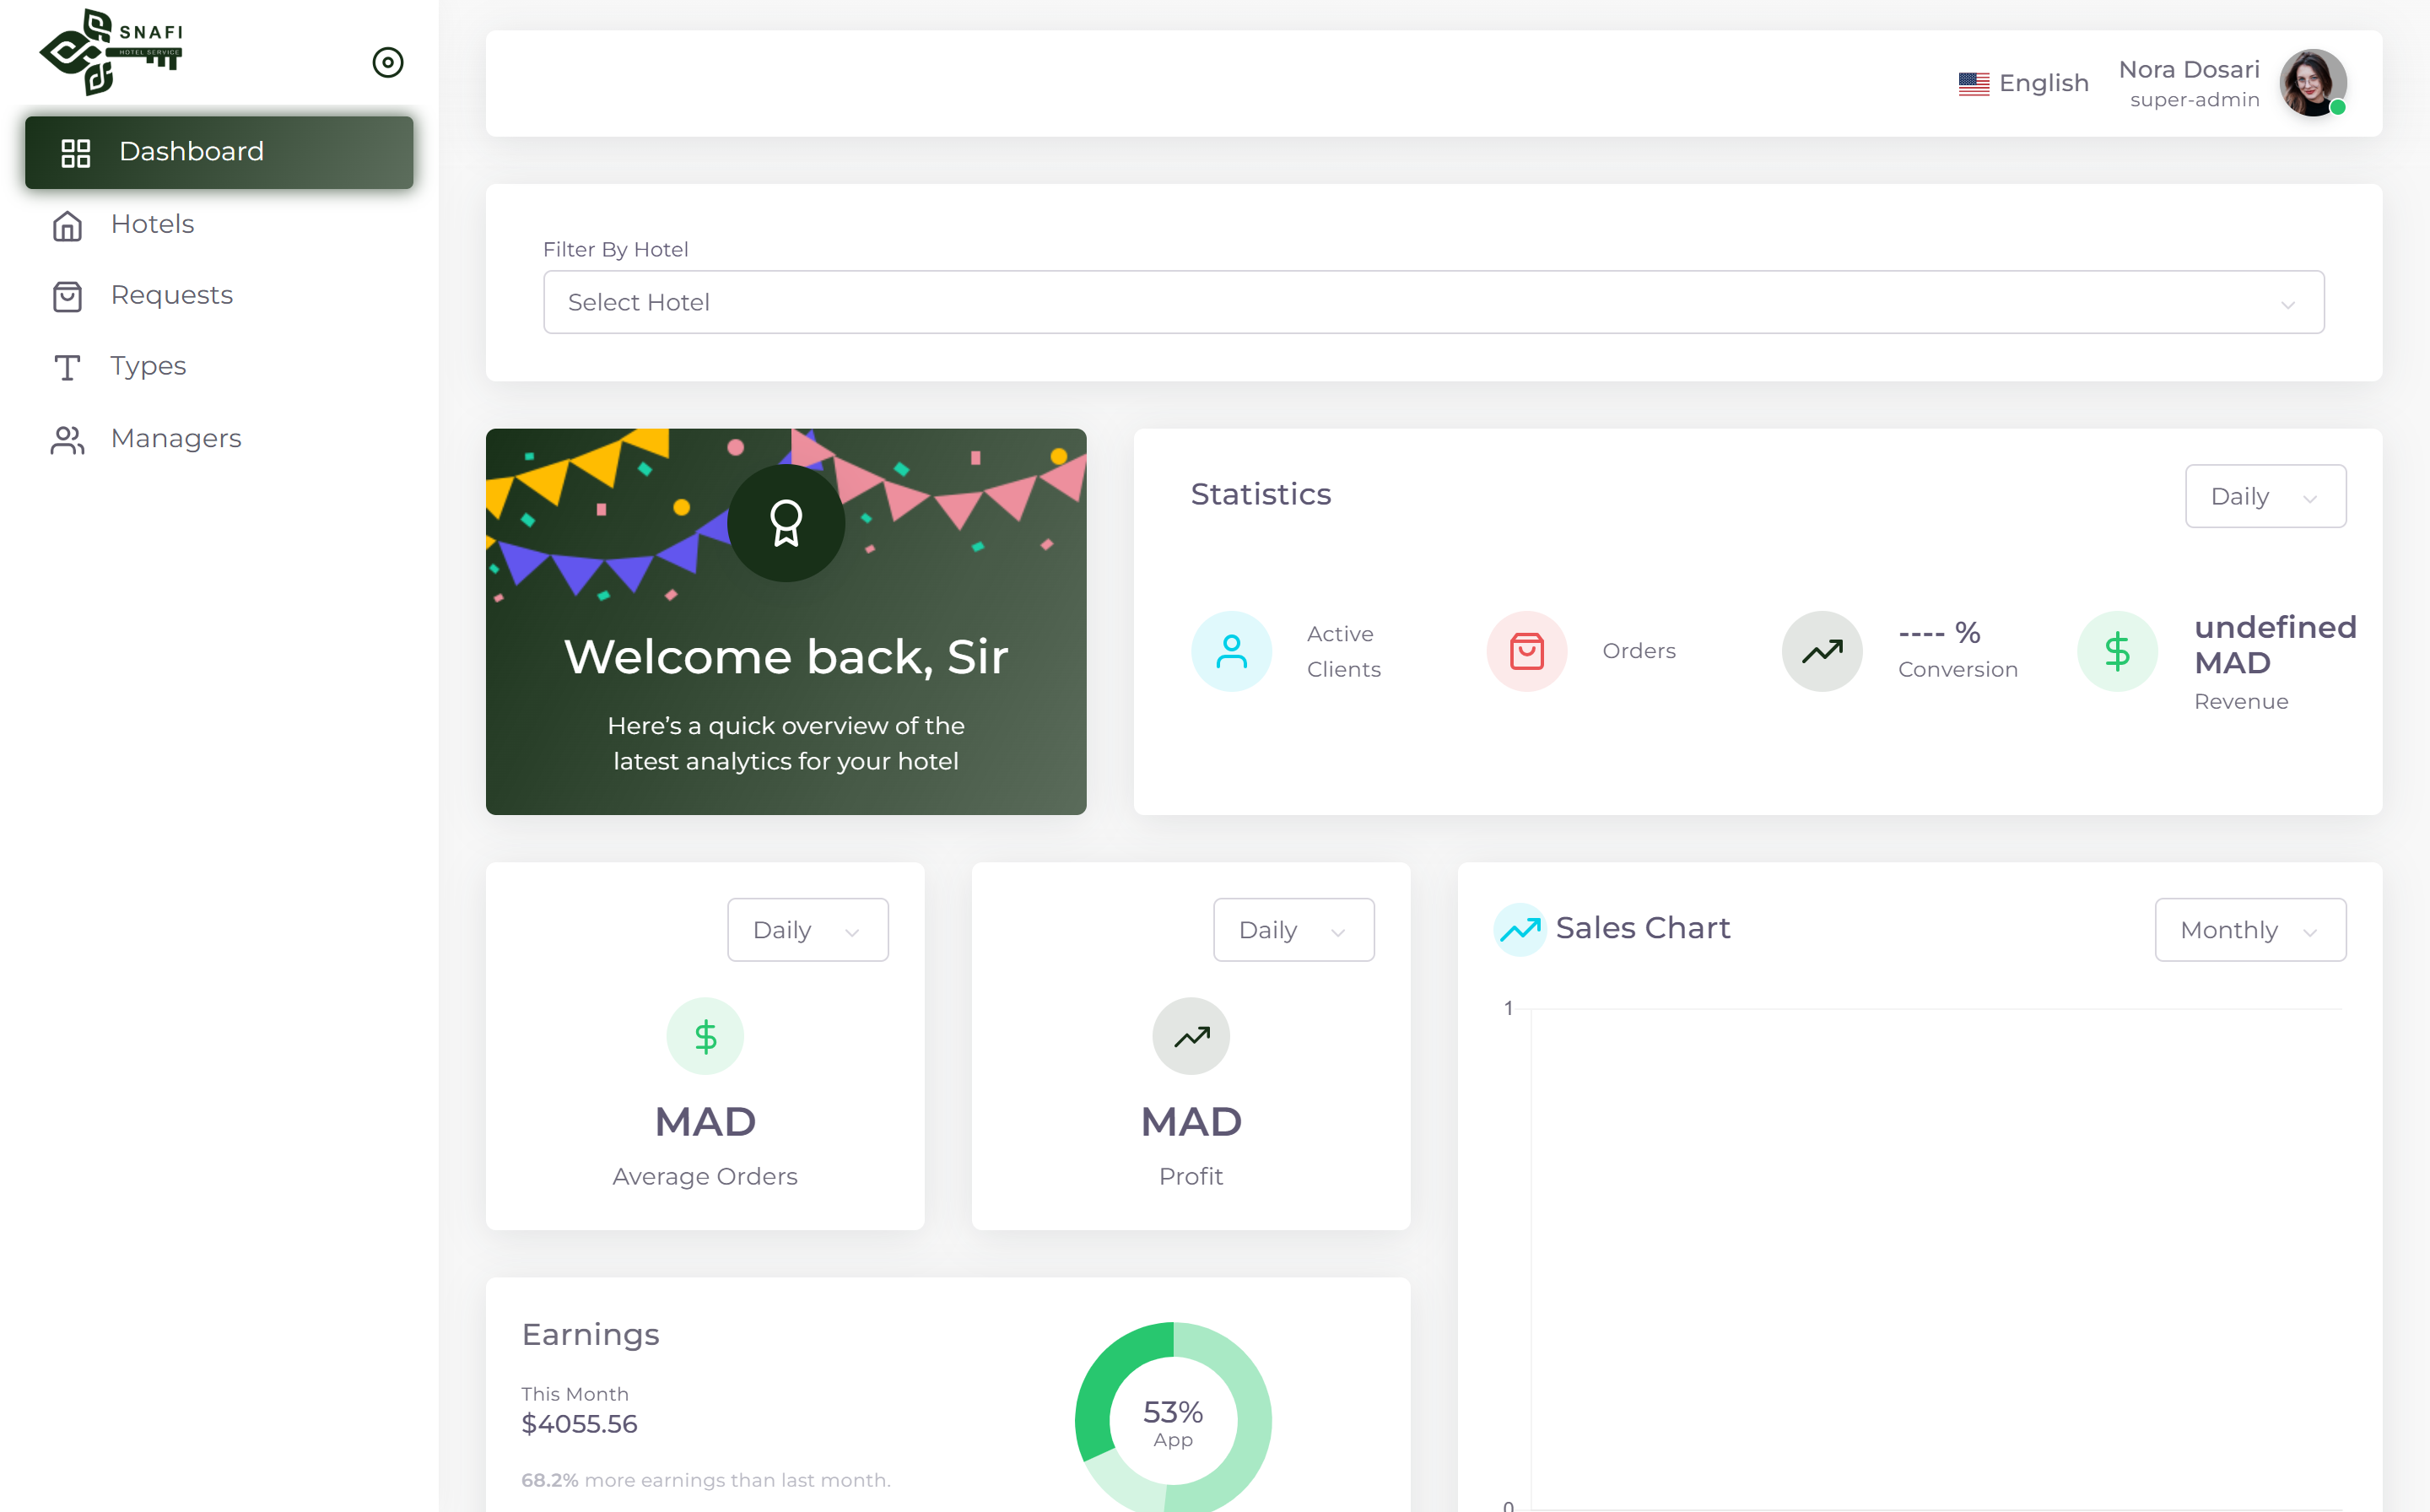 SNAFI
HOTEL SERVICE
Dashboard
Hotels
Requests
Types
Managers
English
Nora Dosari
super-admin
Filter By Hotel
Select Hotel
Welcome back, Sir
Here’s a quick overview of the
latest analytics for your hotel
Statistics
Daily
Active
Clients
Orders
---- %
Conversion
undefined
MAD
Revenue
Daily
MAD
Average Orders
Daily
MAD
Profit
Sales Chart
Monthly
1
0
Earnings
This Month
$4055.56
68.2% more earnings than last month.
53%
App